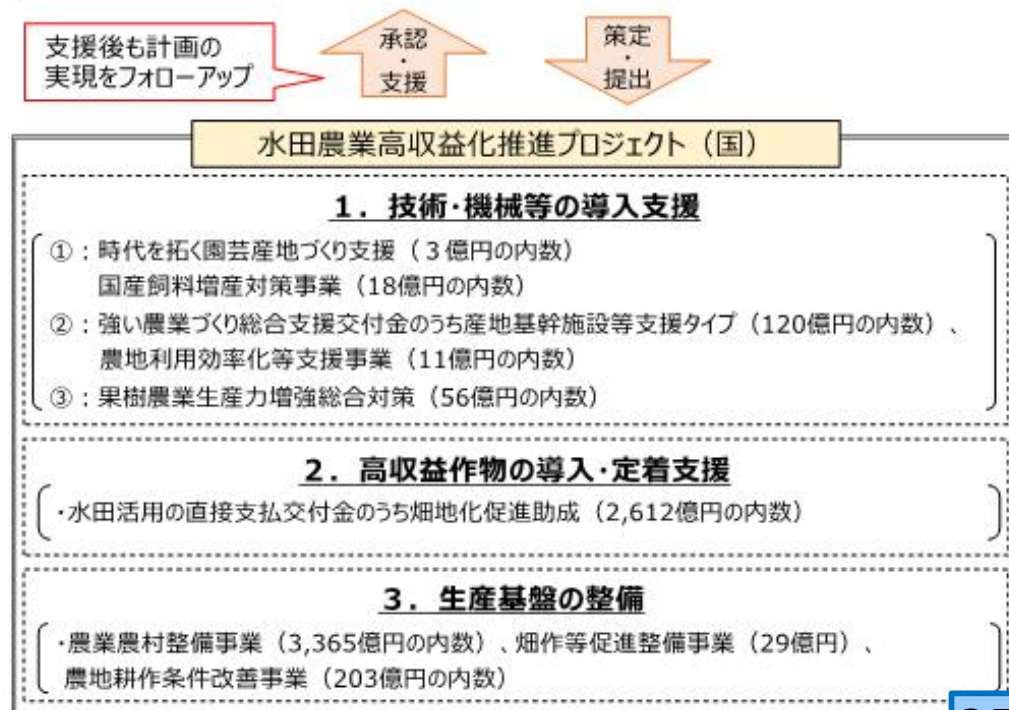 支援後も計画の
実現をフォローアップ
承認
・
支援
策定
・
提出
水田農業高収益化推進プロジェクト（国）
１．技術・機械等の導入支援
①：時代を拓く園芸産地づくり支援（３億円の内数）
国産飼料増産対策事業（18億円の内数）
②：強い農業づくり総合支援交付金のうち産地基幹施設等支援タイプ（120億円の内数）、
農地利用効率化等支援事業（11億円の内数）
③：果樹農業生産力増強総合対策（56億円の内数）
２．高収益作物の導入・定着支援
・水田活用の直接支払交付金のうち畑地化促進助成（2,612億円の内数）
３．生産基盤の整備
・農業農村整備事業（3,365億円の内数）、畑作等促進整備事業（29億円）、
農地耕作条件改善事業（203億円の内数）